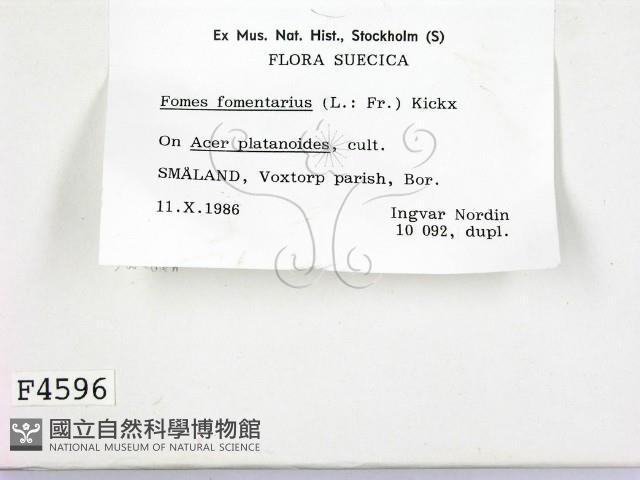 Ex Mus. Nat. Hist., Stockholm (S)
FLORA SUECICA
Fomes fomentarius (L.: Fr.) Kickx
On Acer platanoides, cult.
SMÅLAND, Voxtorp parish, Bor.
11.X.1986
Ingvar Nordin
10 092, dupl.
F4596
國立自然科學博物館
NATIONAL MUSEUM OF NATURAL SCIENCE